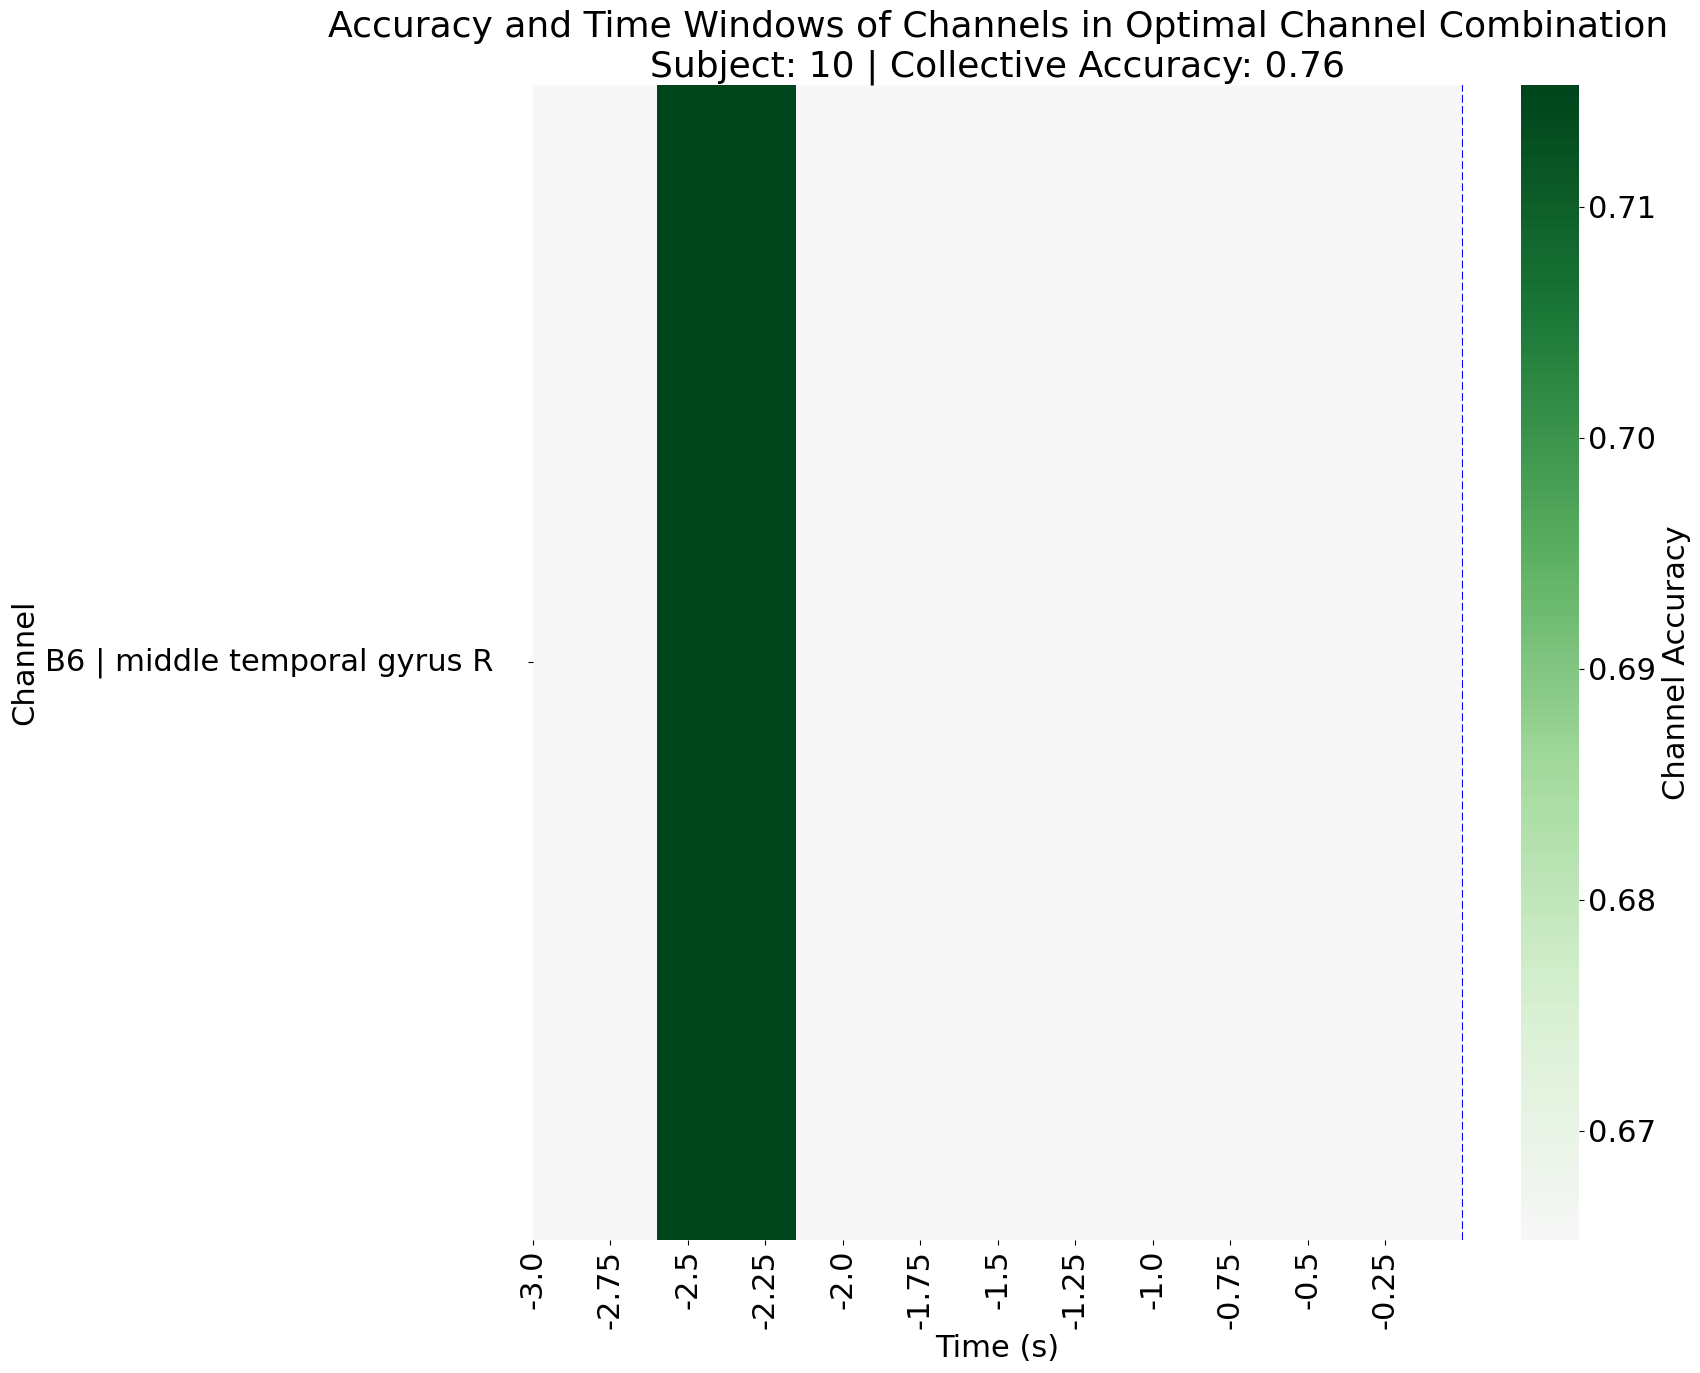 Accuracy and Time Windows of Channels in Optimal Channel Combination
Subject: 10 | Collective Accuracy: 0.76
Channel
B6 | middle temporal gyrus R
-3.0
-2.75
-2.5
-2.25
-2.0
-1.75
-1.5
-1.25
-1.0
-0.75
-0.5
-0.25
Time (s)
0.71
0.70
0.69
0.68
0.67
Channel Accuracy